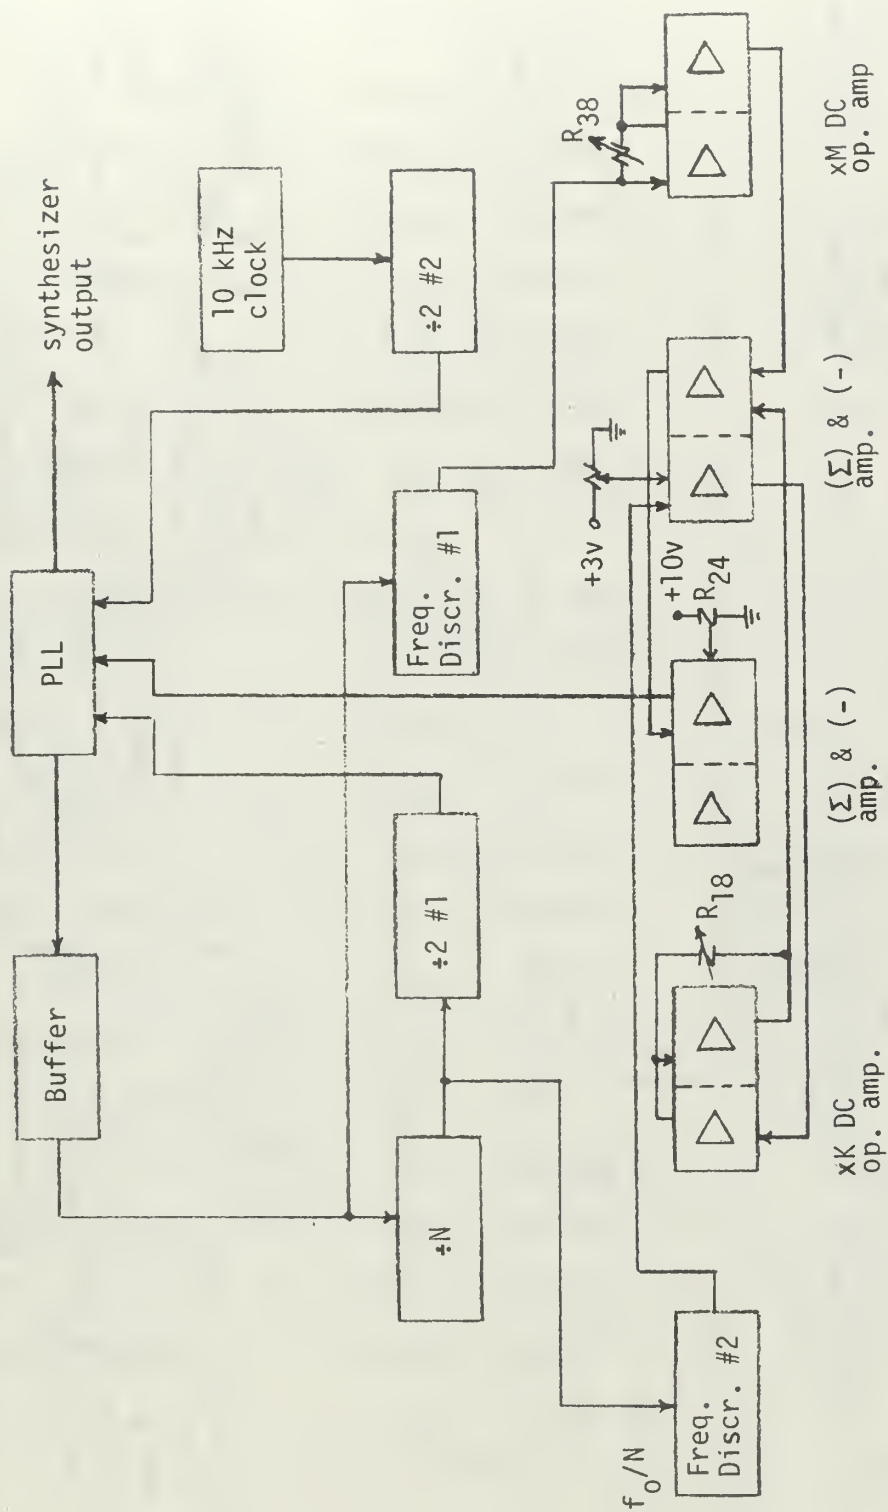 Buffer
PLL
synthesizer
output
10 kHz
clock
÷N
÷2 #1
÷2 #2
Freq.
Discr. #1
f₀/N
Freq.
Discr. #2
R₁₈
+10v
R₂₄
+3v
R₃₈
xK DC
op. amp.
(Σ) & (-)
amp.
(Σ) & (-)
amp.
xM DC
op. amp